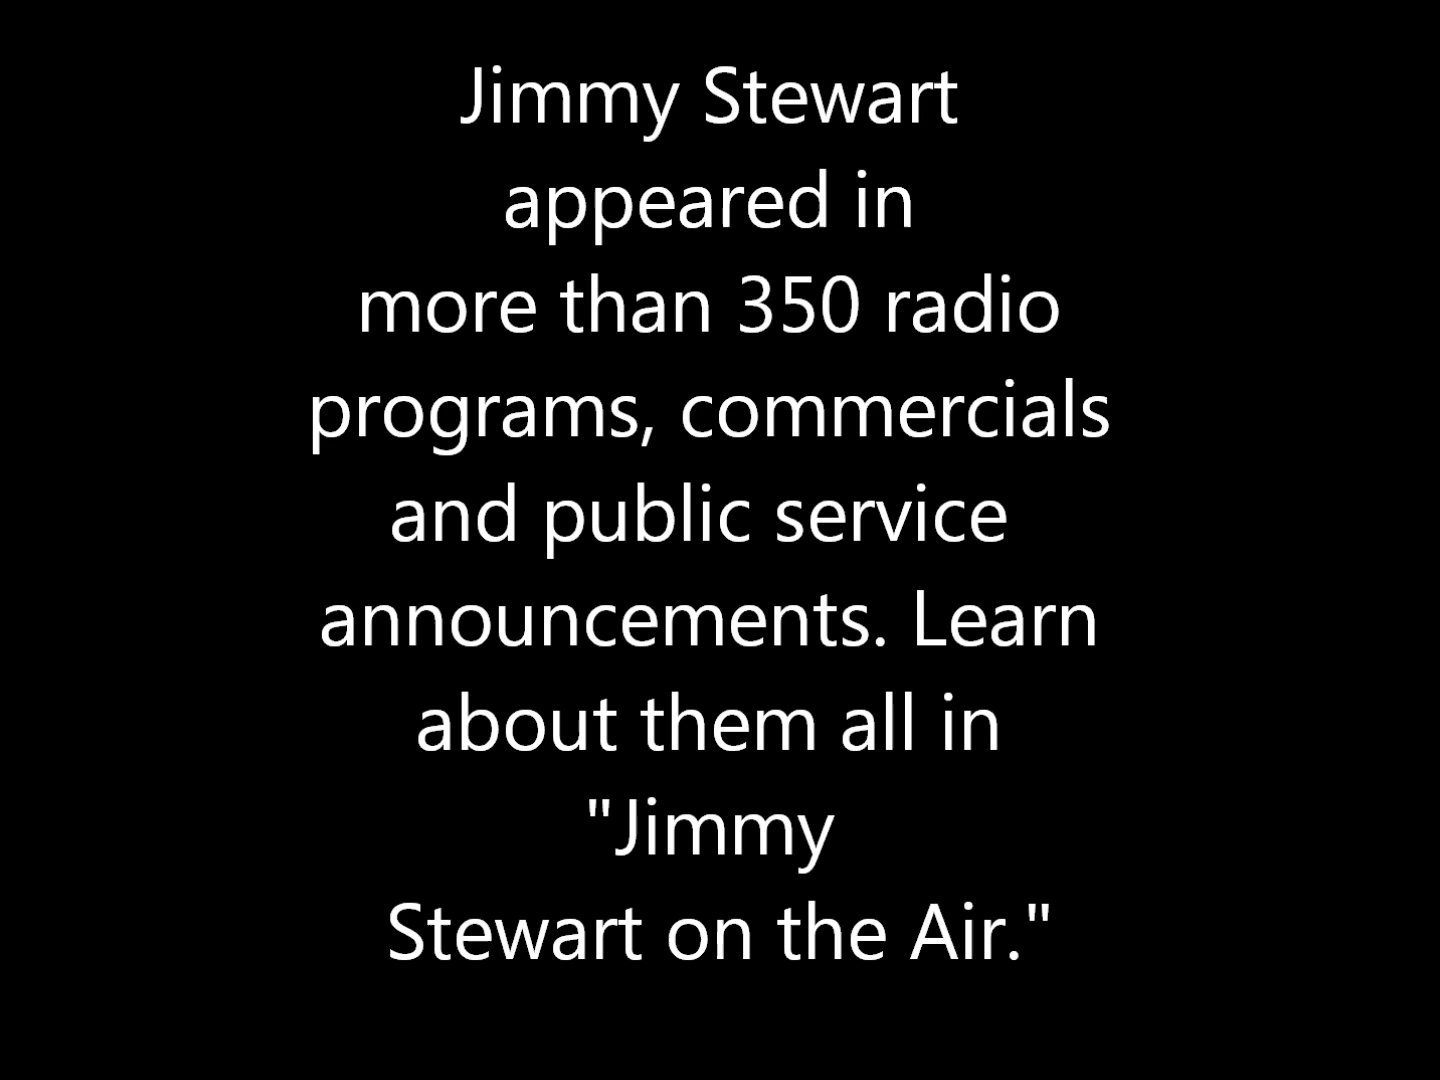 Jimmy Stewart
appeared in
more than 350 radio
programs, commercials
and public service
announcements. Learn
about them all in
"Jimmy
Stewart on the Air."